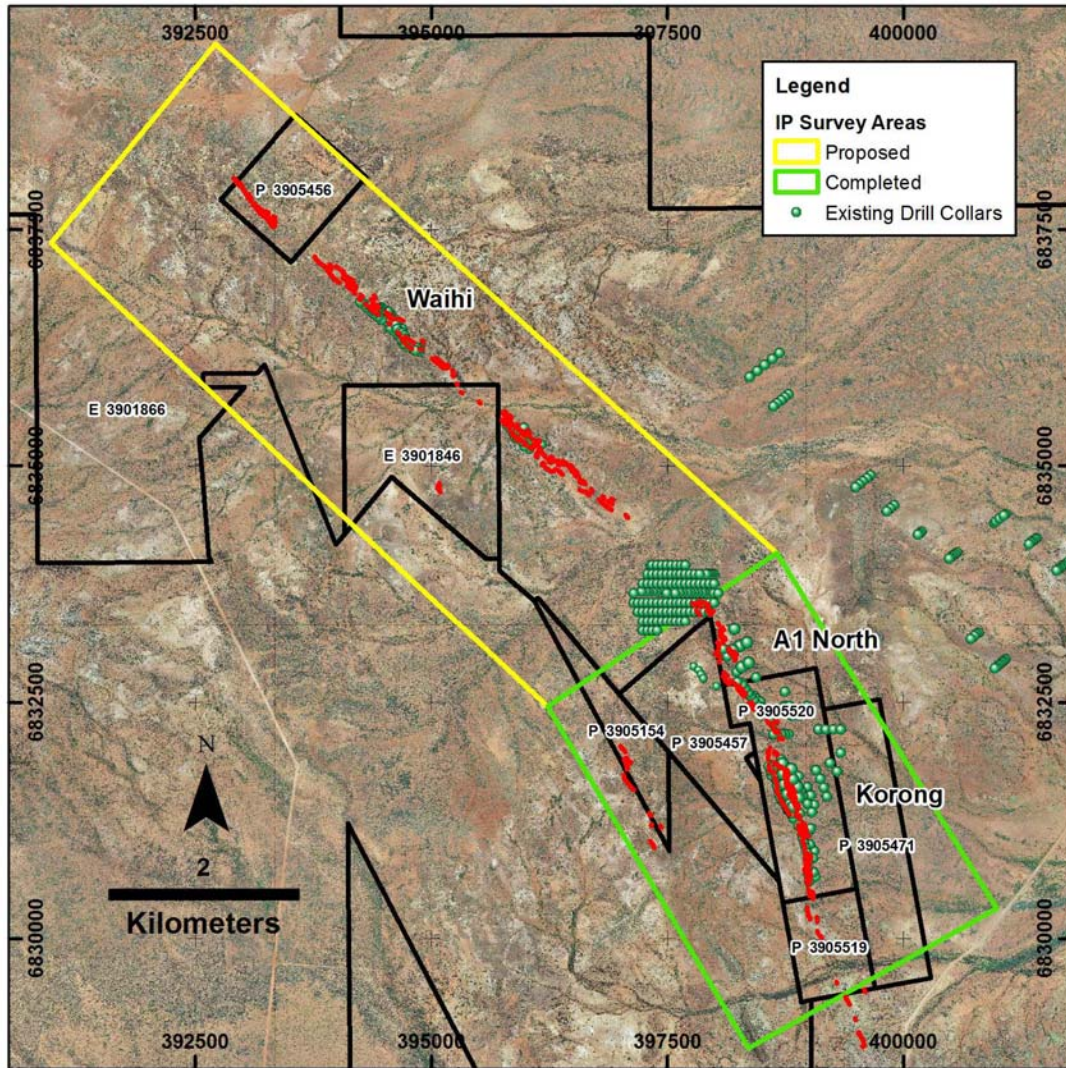 392500 395000 397500 400000
Legend
IP Survey Areas
Proposed
Completed
Existing Drill Collars
P 3905456
6837500
6837500
Waihi
E 3901866
E 3901846
6835000
6835000
A1 North
6832500
6832500
P 3905520
P 3905154
P 3905457
N
Korong
P 3905471
2
Kilometers
6830000
6830000
P 3905519
392500 395000 397500 400000